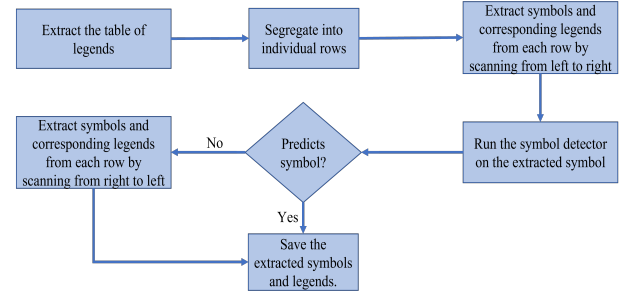 Extract the table of
legends
Segregate into
individual rows
Extract symbols and
corresponding legends
from each row by
scanning from left to right
Run the symbol detector
on the extracted symbol
Predicts
symbol?
No
Extract symbols and
corresponding legends
from each row by
scanning from right to left
Yes
Save the
extracted symbols
and legends.